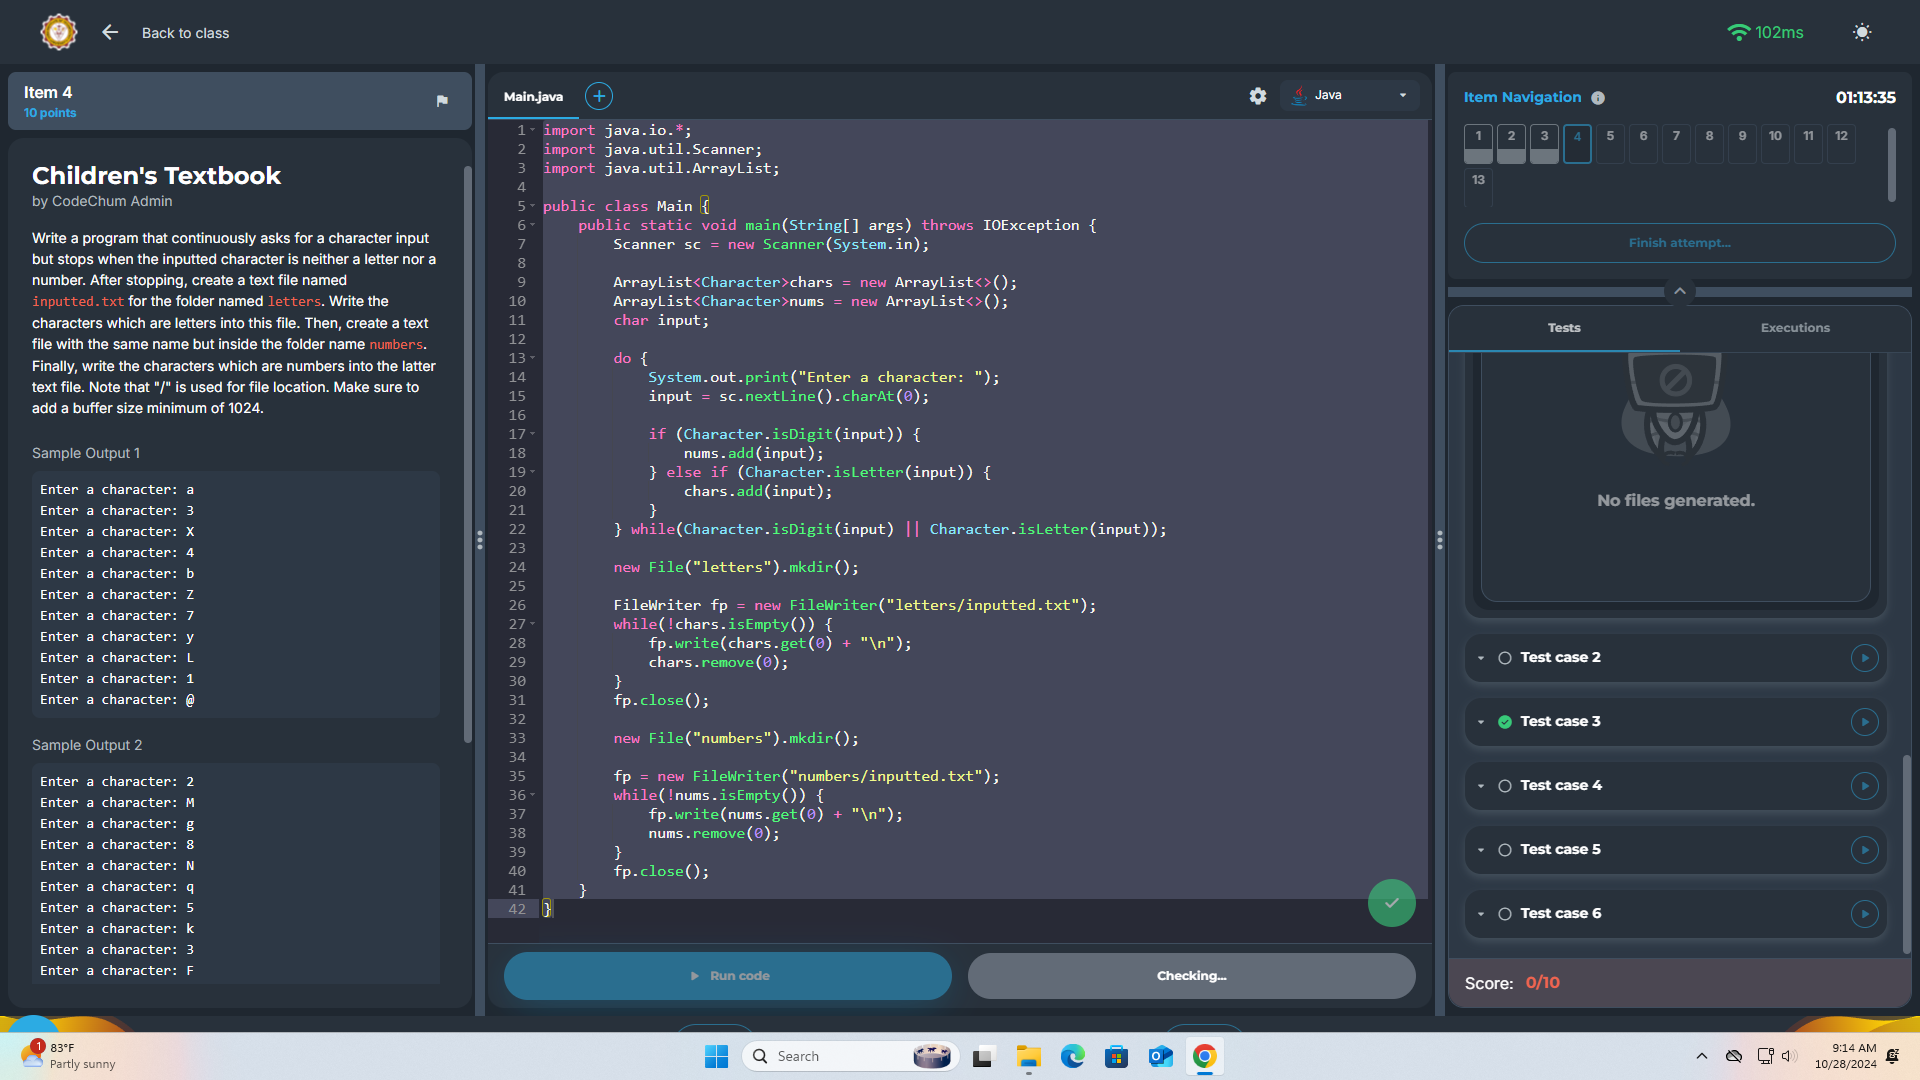 Back to class
102ms
Item 4
10 points
Children's Textbook
by CodeChum Admin
Write a program that continuously asks for a character input
but stops when the inputted character is neither a letter nor a
number. After stopping, create a text file named
inputted.txt for the folder named letters. Write the
characters which are letters into this file. Then, create a text
file with the same name but inside the folder name numbers.
Finally, write the characters which are numbers into the latter
text file. Note that "/" is used for file location. Make sure to
add a buffer size minimum of 1024.
Sample Output 1
Enter a character: a
Enter a character: 3
Enter a character: X
Enter a character: 4
Enter a character: b
Enter a character: Z
Enter a character: 7
Enter a character: y
Enter a character: L
Enter a character: 1
Enter a character: @
Sample Output 2
Enter a character: 2
Enter a character: M
Enter a character: g
Enter a character: 8
Enter a character: N
Enter a character: q
Enter a character: 5
Enter a character: k
Enter a character: 3
Enter a character: F
Main.java
Java
1 import java.io.*;
2 import java.util.Scanner;
3 import java.util.ArrayList;
4
5 public class Main {
6     public static void main(String[] args) throws IOException {
7         Scanner sc = new Scanner(System.in);
8
9         ArrayList<Character>chars = new ArrayList<>();
10         ArrayList<Character>nums = new ArrayList<>();
11         char input;
12
13         do {
14             System.out.print("Enter a character: ");
15             input = sc.nextLine().charAt(0);
16
17             if (Character.isDigit(input)) {
18                 nums.add(input);
19             } else if (Character.isLetter(input)) {
20                 chars.add(input);
21             }
22         } while(Character.isDigit(input) || Character.isLetter(input));
23
24         new File("letters").mkdir();
25
26         FileWriter fp = new FileWriter("letters/inputted.txt");
27         while(!chars.isEmpty()) {
28             fp.write(chars.get(0) + "\n");
29             chars.remove(0);
30         }
31         fp.close();
32
33         new File("numbers").mkdir();
34
35         fp = new FileWriter("numbers/inputted.txt");
36         while(!nums.isEmpty()) {
37             fp.write(nums.get(0) + "\n");
38             nums.remove(0);
39         }
40         fp.close();
41     }
42 }
Run code
Checking...
Item Navigation
01:13:35
1 2 3 4 5 6 7 8 9 10 11 12
13
Finish attempt...
Tests
Executions
No files generated.
Test case 2
Test case 3
Test case 4
Test case 5
Test case 6
Score: 0/10
1
83°F
Partly sunny
Search
9:14 AM
10/28/2024